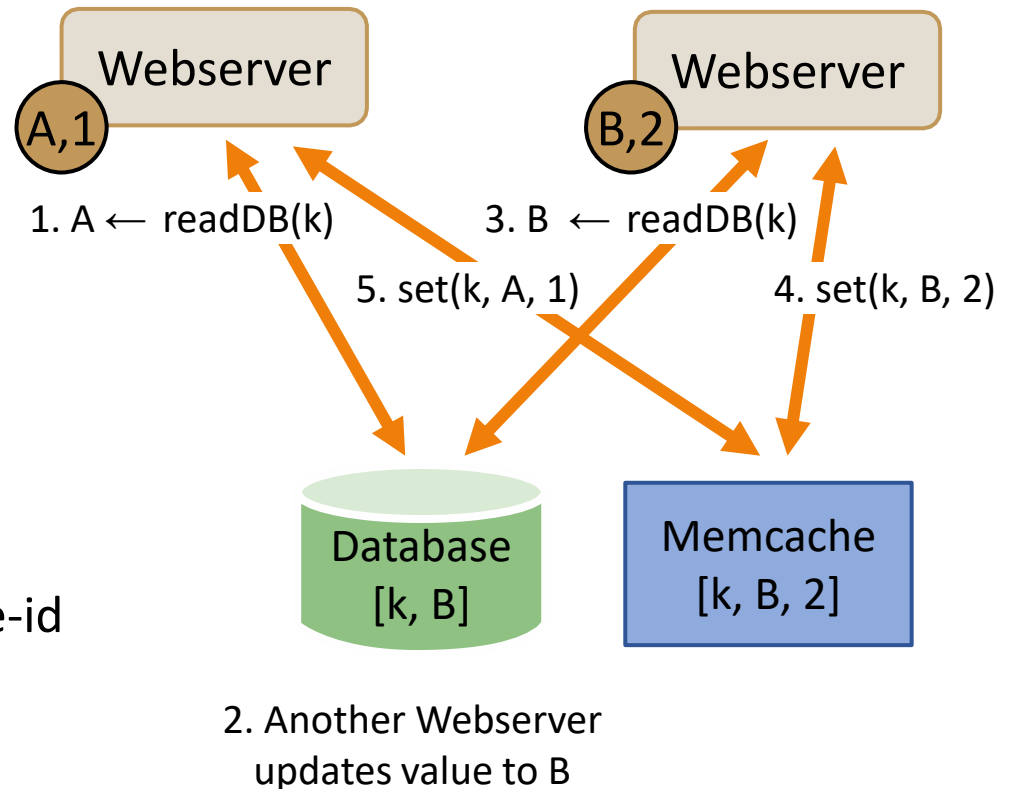 Webserver
Webserver
A,1
B,2
1. A ← readDB(k)
3. B ← readDB(k)
5. set(k, A, 1)
4. set(k, B, 2)
Database
[k, B]
Memcache
[k, B, 2]
e-id
2. Another Webserver
updates value to B